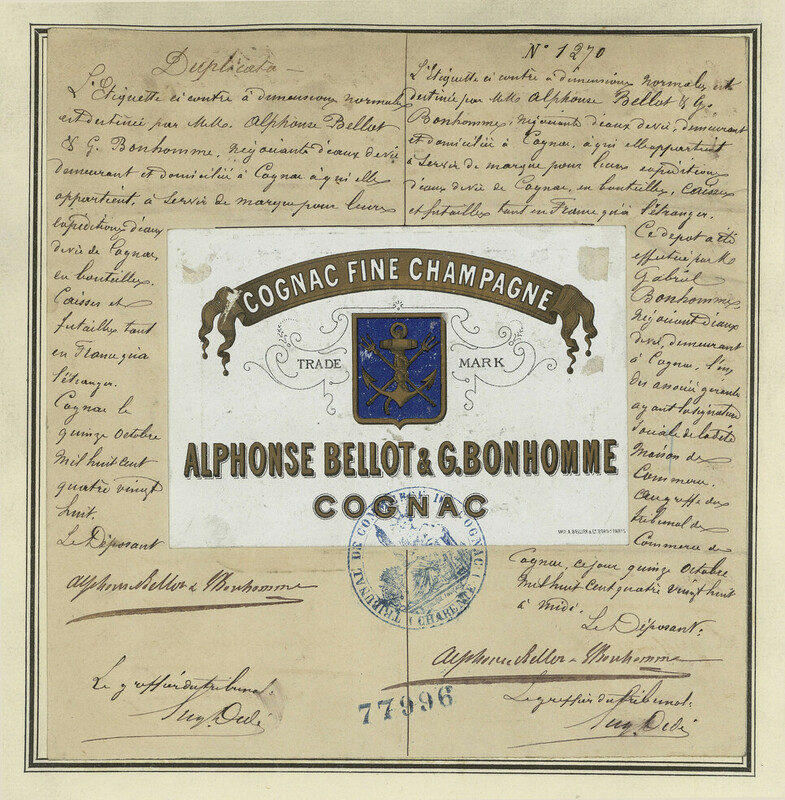 Duplicata
L'Etiquette ci contre à dimensions normales
est destinée par M.M. Alphonse Bellot
& G. Bonhomme, négociants d'eaux de vie
demeurant et domicilié à Cognac à qui elle
appartient, à servir de marque pour leurs
expéditions d'eaux
de vie de Cognac,
en bouteilles,
Caisses et
futailles tant
en France qu'à
l'étranger.
Cognac le
quinze Octobre
Mil huit cent
quatre vingt
huit.
Le Déposant
Alphonse Bellot & G Bonhomme
Le greffier du tribunal.
N° 1270
L'Etiquette ci contre à dimensions normales est
destinée par M.M. Alphonse Bellot & G.
Bonhomme, négociants d'eaux de vie, demeurant
et domicilié à Cognac, à qui elle appartient
à servir de marque pour leurs expéditions
d'eaux de vie de Cognac, en bouteilles, caisses
et futailles tant en France qu'à l'étranger.
Ce dépot a été
effectué par M
Gabriel
Bonhomme,
négociant d'eaux
de vie, demeurant
à Cognac, l'un
des associés gérants
ayant la signature
sociale de la dite
Maison de
Commerce.
au greffe du
tribunal de
Commerce de
Cognac, ce jour quinze Octobre
Mil huit Cent quatre vingt huit
à Midi.
Le Déposant.
Alphonse Bellot & G Bonhomme
Le greffier du tribunal.
COGNAC FINE CHAMPAGNE
TRADE MARK
ALPHONSE BELLOT & G. BONHOMME
COGNAC
TRIBUNAL DE COMMERCE DE COGNAC
(CHARENTE)
77996